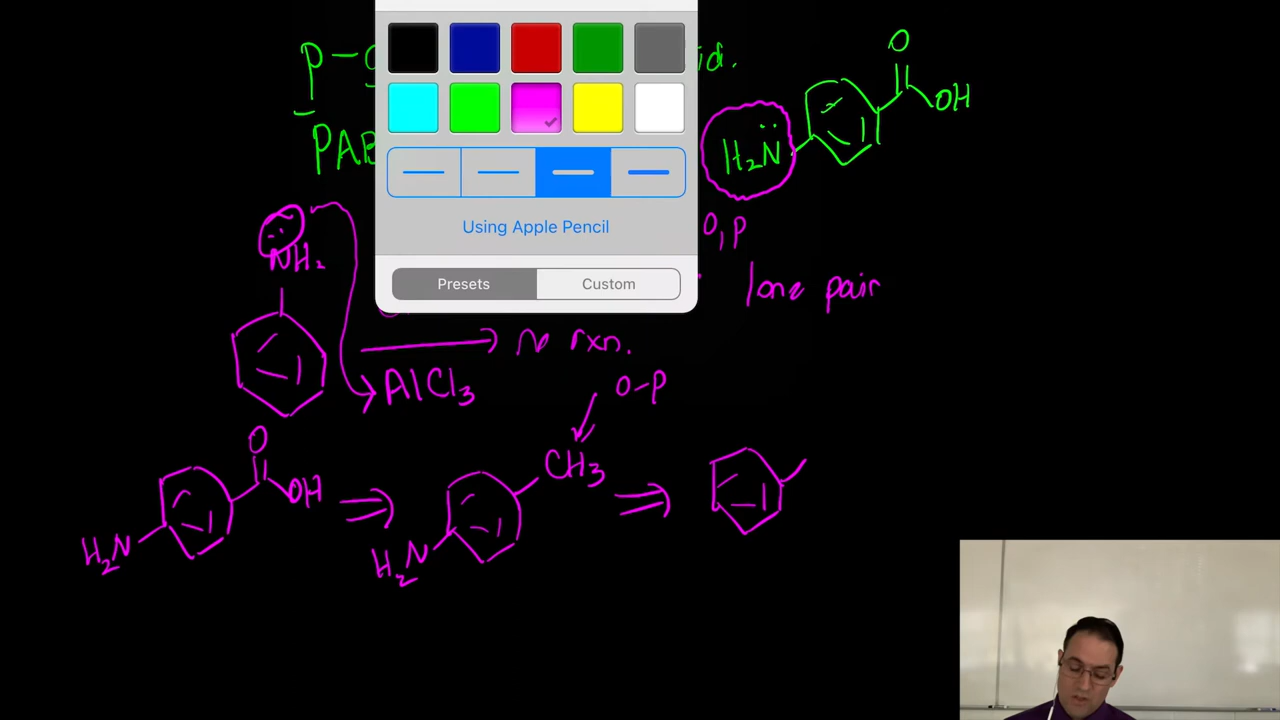 P-
id.
O
OH
H₂N̈
PAB
O,P
lone pair
NH₂
no rxn.
AlCl₃
O-P
O
OH
CH₃
H₂N
H₂N
Using Apple Pencil
Presets
Custom